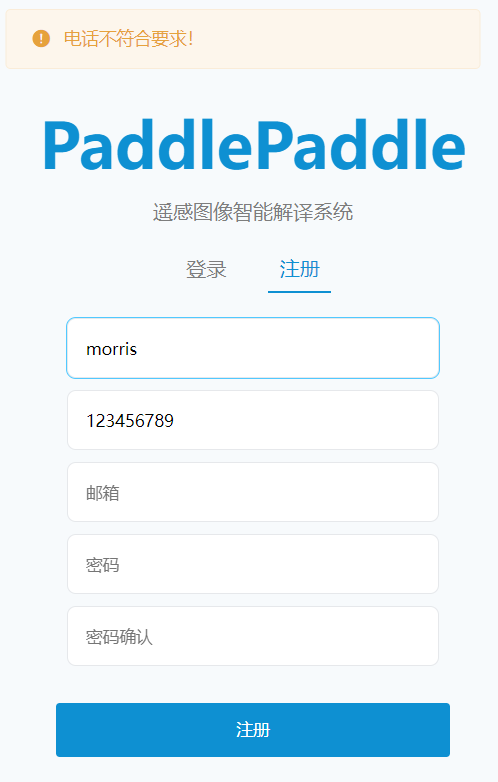 电话不符合要求!
PaddlePaddle
遥感图像智能解译系统
登录 注册
morris
123456789
邮箱
密码
密码确认
注册